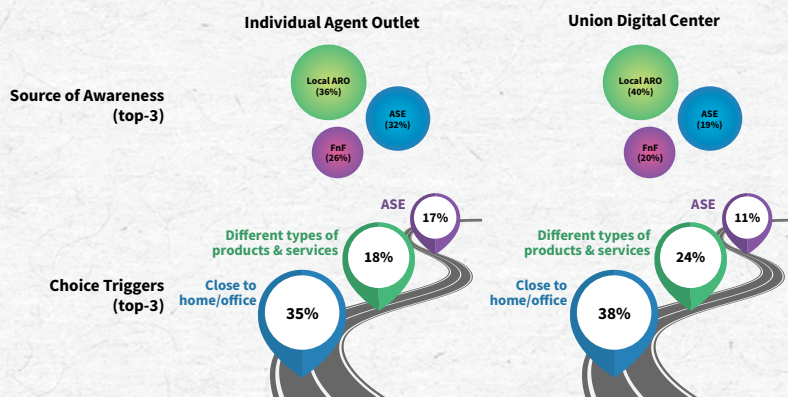 Individual Agent Outlet
Union Digital Center
Source of Awareness
(top-3)
Local ARO
(36%)
ASE
(32%)
FnF
(26%)
Local ARO
(40%)
ASE
(19%)
FnF
(20%)
Choice Triggers
(top-3)
ASE
17%
Different types of
products & services
18%
Close to
home/office
35%
ASE
11%
Different types of
products & services
24%
Close to
home/office
38%